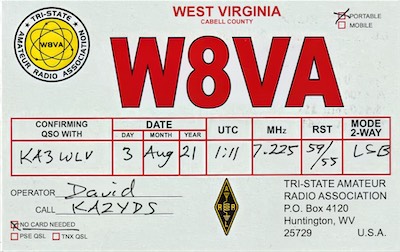 WEST VIRGINIA
CABELL COUNTY
PORTABLE
MOBILE
TRI-STATE
W8VA
AMATEUR RADIO ASSOCIATION
W8VA
CONFIRMING QSO WITH DATE DAY MONTH YEAR UTC MHz RST MODE 2-WAY
KA3WLV 3 Aug 21 1:11 7.225 59/55 LSB
OPERATOR David
CALL KA2YDS
NO CARD NEEDED
PSE QSL TNX QSL
A R R L
TRI-STATE AMATEUR
RADIO ASSOCIATION
P.O. Box 4120
Huntington, WV
25729 U.S.A.